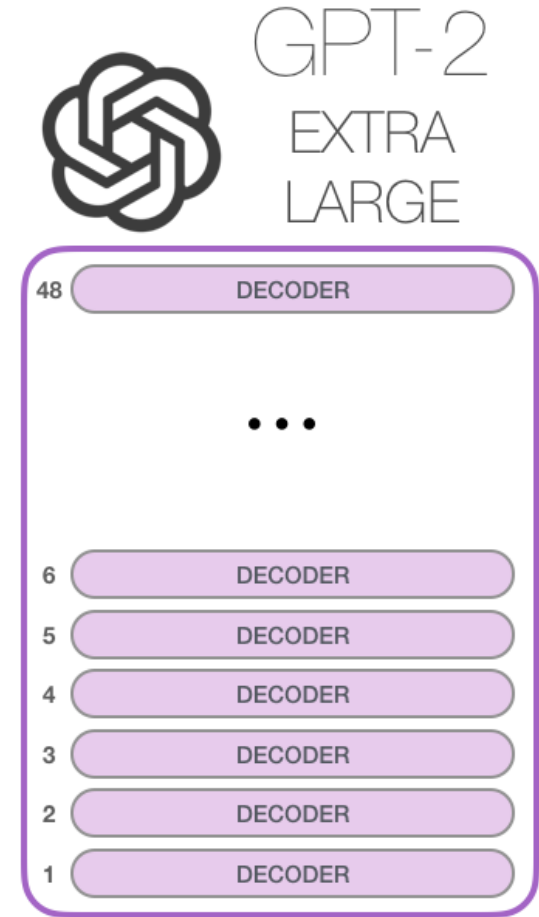 GPT-2
EXTRA
LARGE
48 DECODER
...
6 DECODER
5 DECODER
4 DECODER
3 DECODER
2 DECODER
1 DECODER